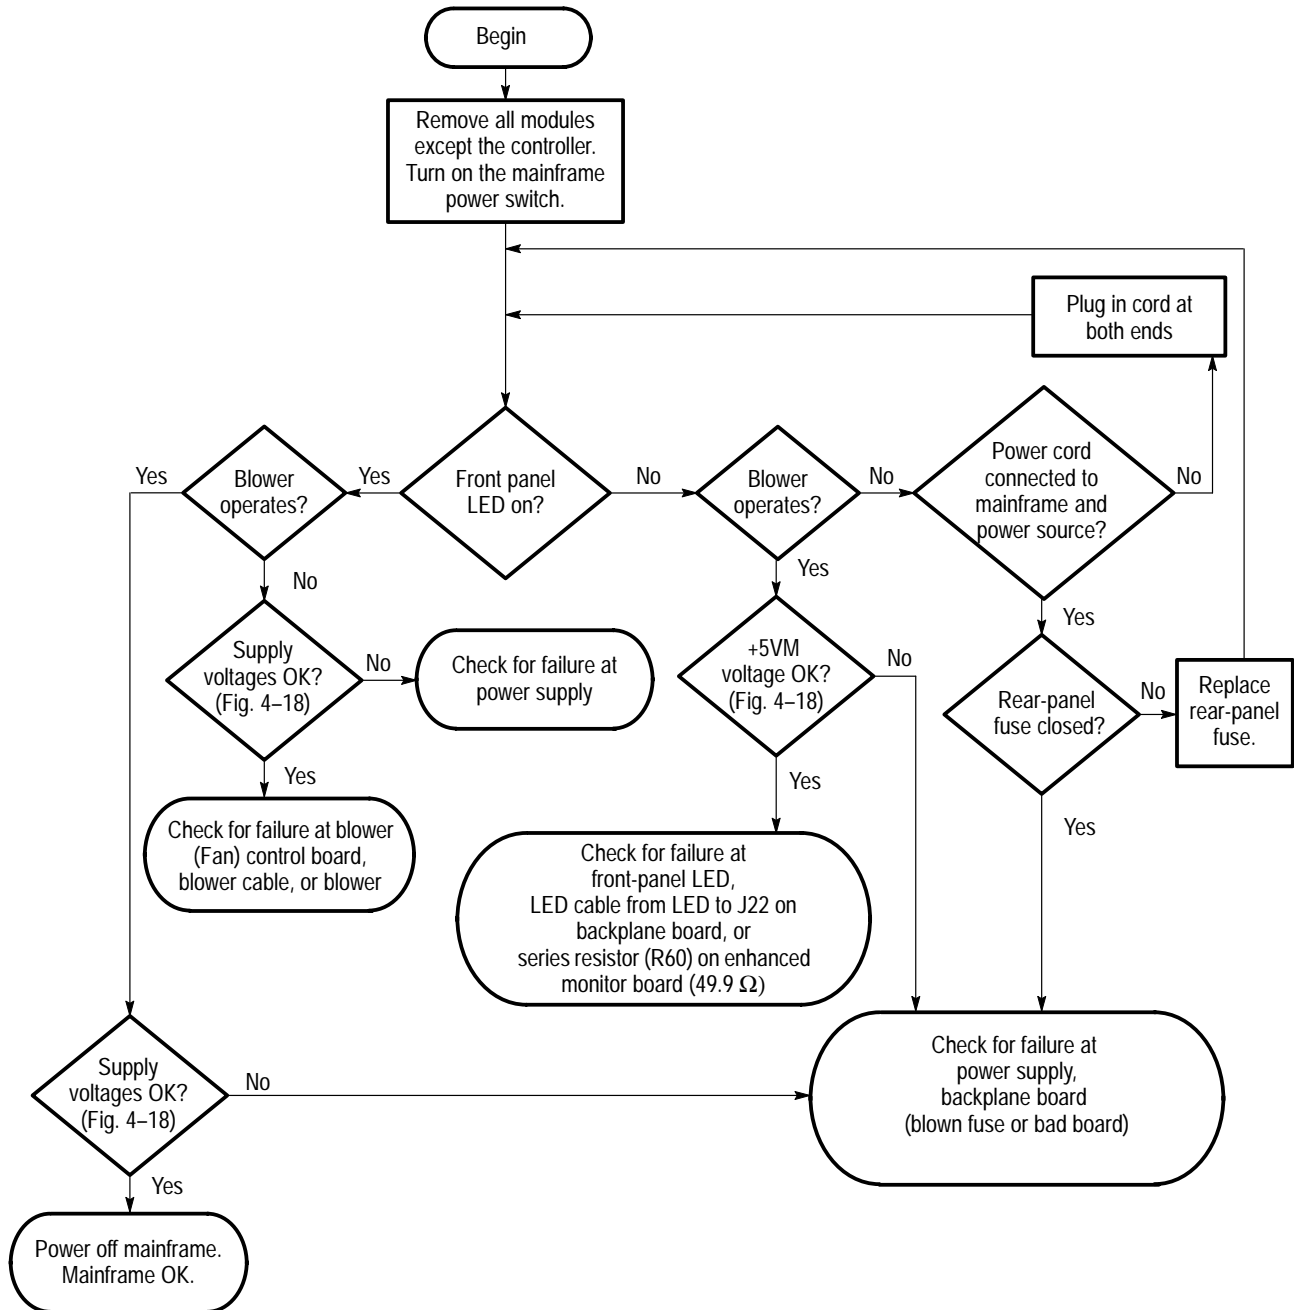 Begin
Remove all modules
except the controller.
Turn on the mainframe
power switch.
Plug in cord at
both ends
Yes
Blower
operates?
Yes
Front panel
LED on?
No
Blower
operates?
No
Power cord
connected to
mainframe and
power source?
No
No
Yes
Yes
Supply
voltages OK?
(Fig. 4–18)
No
Check for failure at
power supply
+5VM
voltage OK?
(Fig. 4–18)
No
Rear-panel
fuse closed?
No
Replace
rear-panel
fuse.
Yes
Yes
Yes
Check for failure at blower
(Fan) control board,
blower cable, or blower
Check for failure at
front-panel LED,
LED cable from LED to J22 on
backplane board, or
series resistor (R60) on enhanced
monitor board (49.9 Ω)
Supply
voltages OK?
(Fig. 4–18)
No
Check for failure at
power supply,
backplane board
(blown fuse or bad board)
Yes
Power off mainframe.
Mainframe OK.